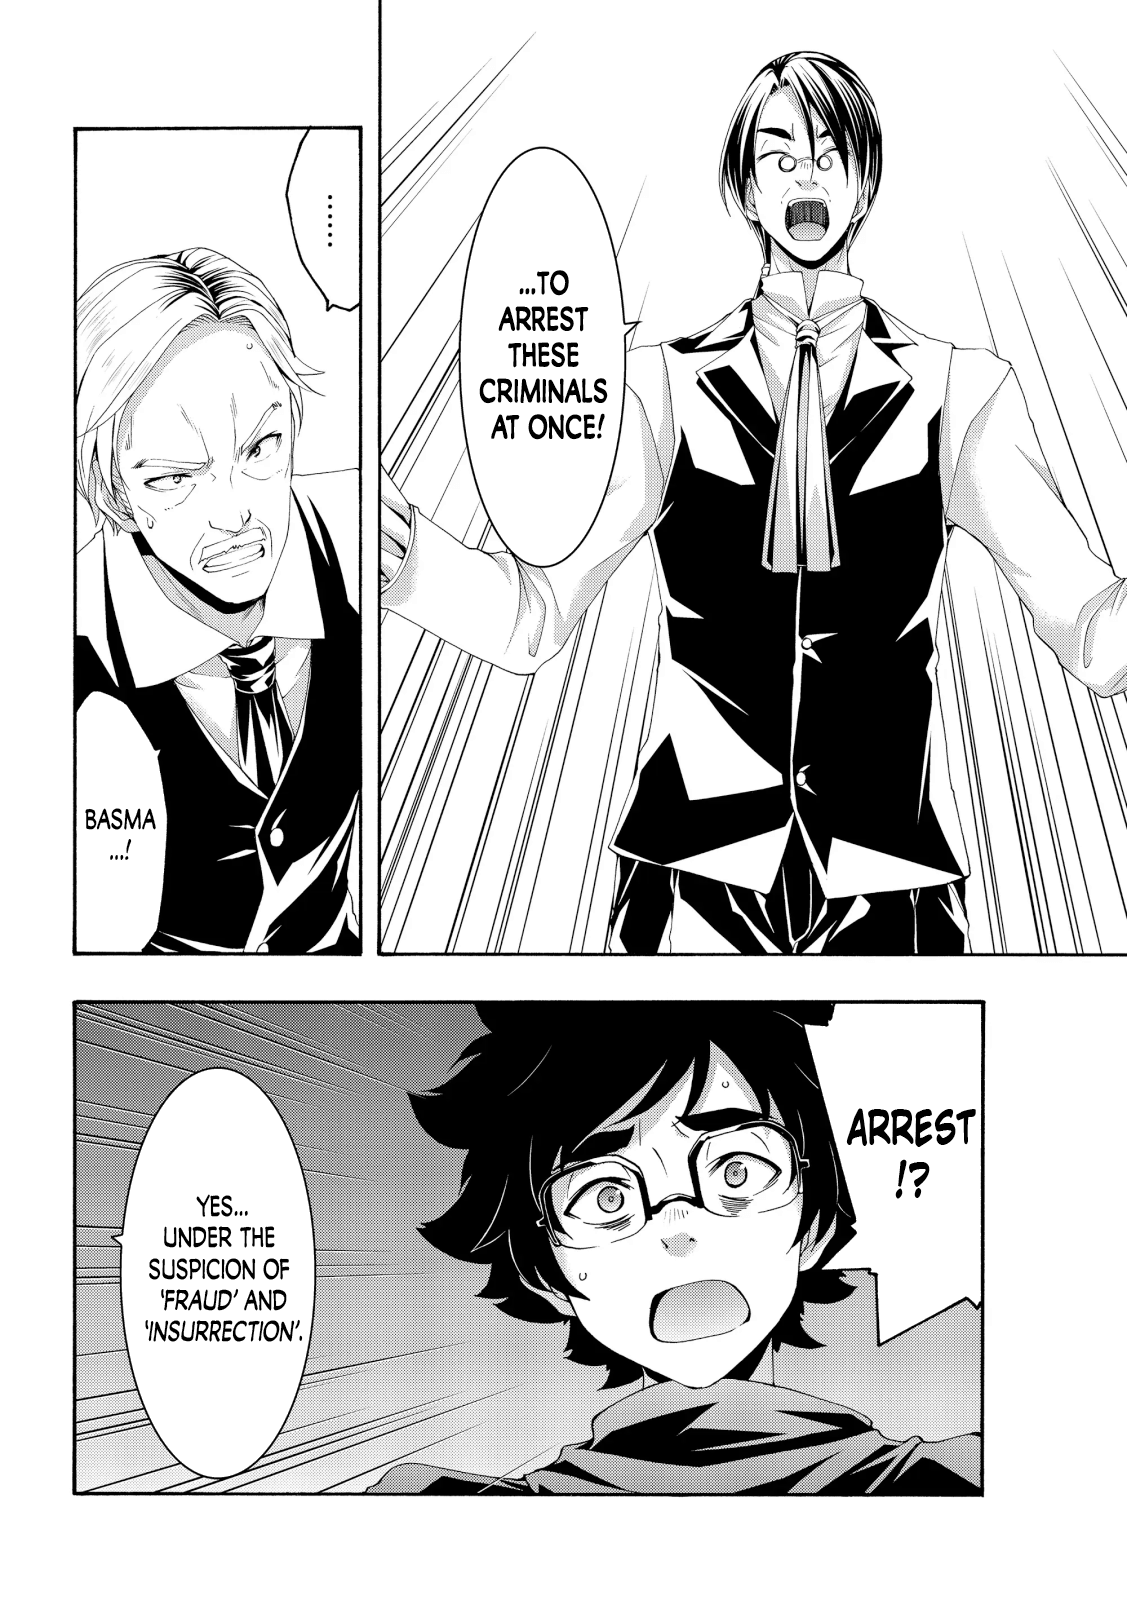 ...TO
ARREST
THESE
CRIMINALS
AT ONCE!
.......
BASMA
...!
ARREST
!?
YES...
UNDER THE
SUSPICION OF
'FRAUD' AND
'INSURRECTION'.